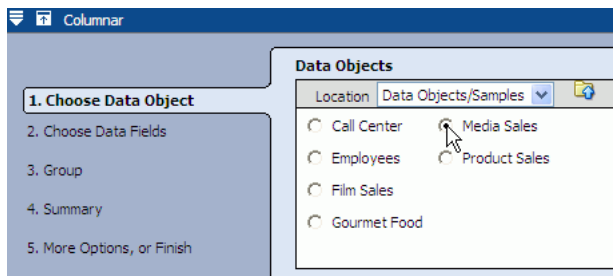 Columnar
Data Objects
1. Choose Data Object
2. Choose Data Fields
3. Group
4. Summary
5. More Options, or Finish
Location Data Objects/Samples
Call Center Media Sales
Employees Product Sales
Film Sales
Gourmet Food